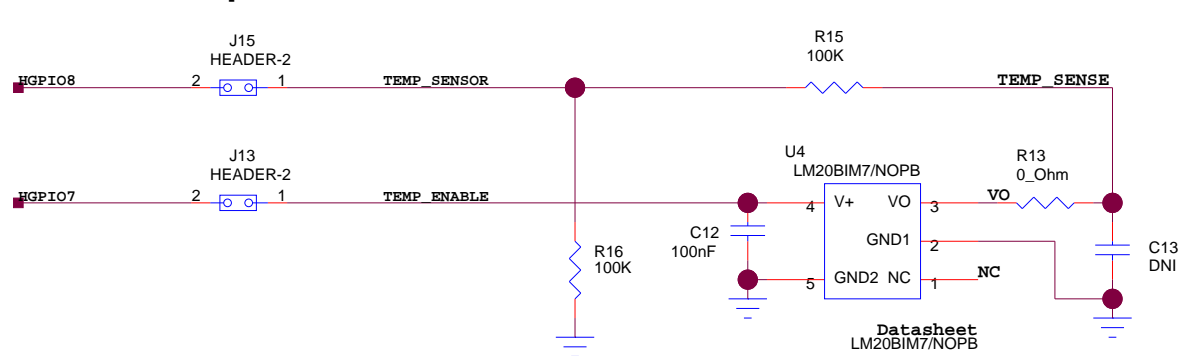 J15
HEADER-2
HGPIO8
2
1
TEMP_SENSOR
R15
100K
TEMP_SENSE
J13
HEADER-2
HGPIO7
2
1
TEMP_ENABLE
U4
LM20BIM7/NOPB
R13
0_Ohm
4
V+
VO
3
VO
C12
100nF
GND1
2
R16
100K
5
GND2
NC
1
NC
C13
DNI
Datasheet
LM20BIM7/NOPB